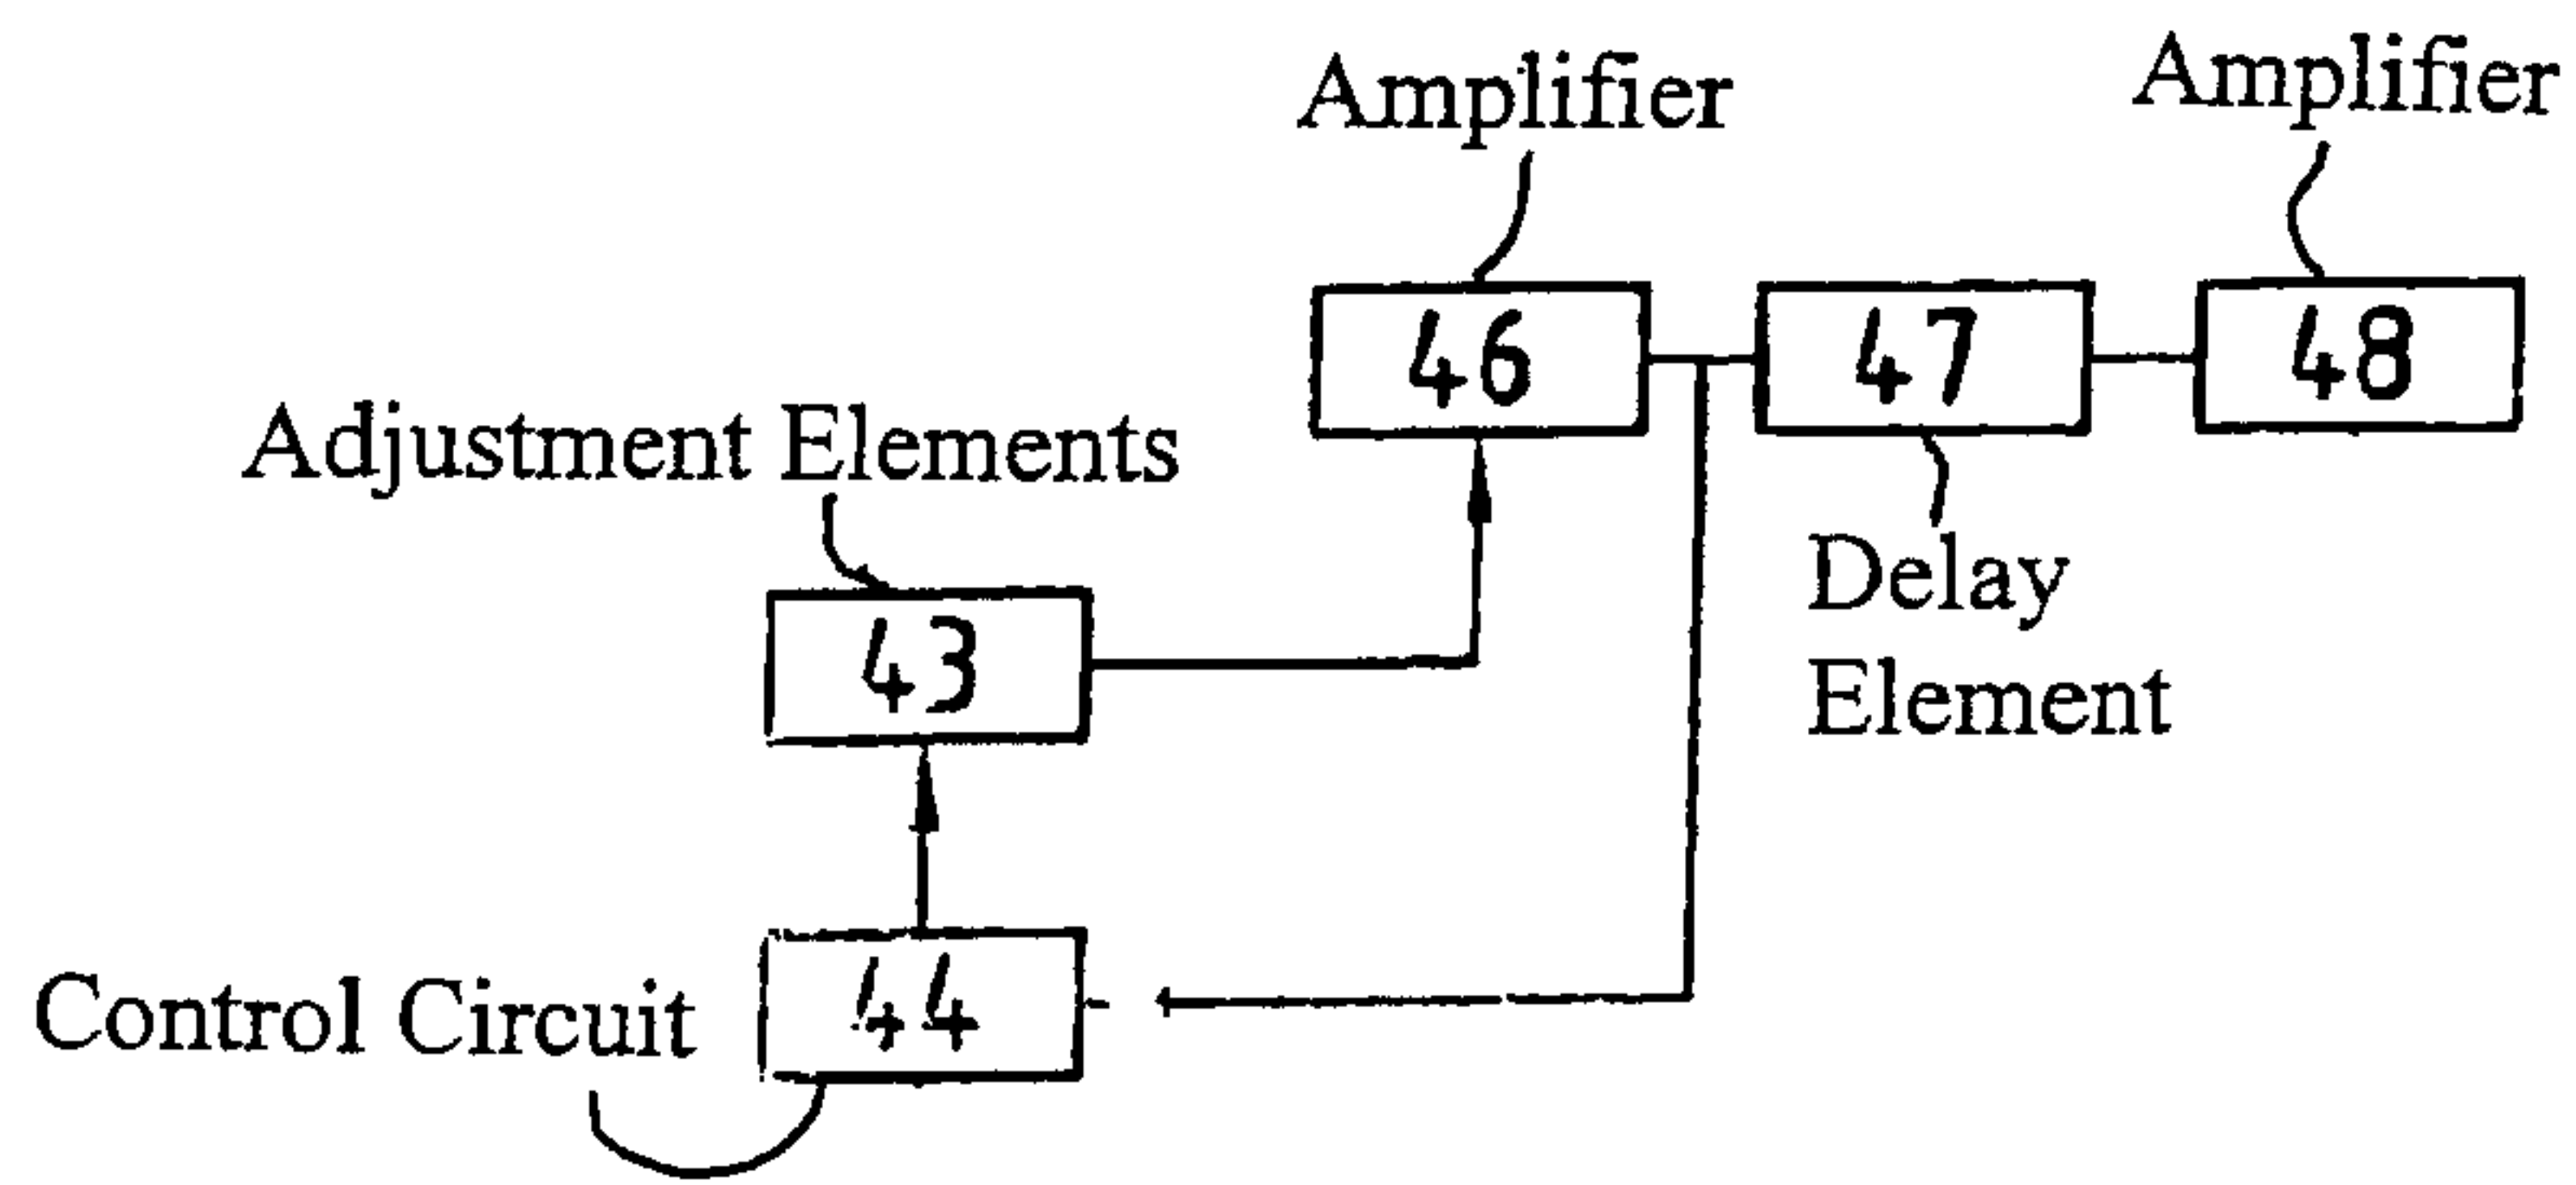 Amplifier
Amplifier
46
47
48
Adjustment Elements
Delay
Element
43
Control Circuit
44